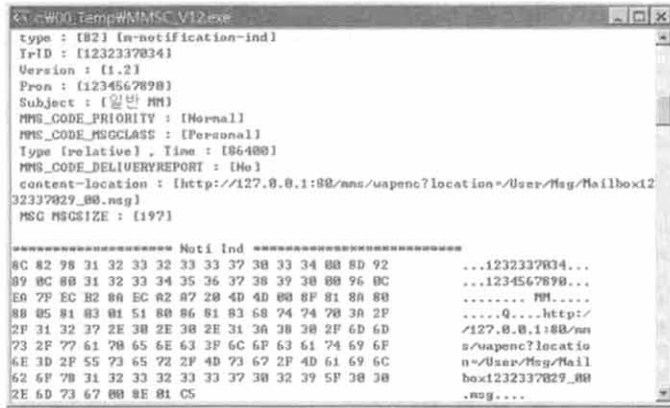 c:₩00_Temp₩MMSC_V12.exe
type : [82] [m-notification-ind]
TrID : [1232337034]
Version : [1.2]
From : [1234567890]
Subject : [일반 MM]
MMS_CODE_PRIORITY : [Normal]
MMS_CODE_MSGCLASS : [Personal]
Type [relative] , Time : [86400]
MMS_CODE_DELIVERYREPORT : [No]
content-location : [http://127.0.0.1:80/mms/wapenc?location=/User/Msg/Mailbox12
32337029_00.msg]
MSG MSGSIZE : [197]
Noti Ind
8C 82 98 31 32 33 32 33 33 37 30 33 34 00 8D 92 ...1232337034...
89 0C 80 31 32 33 34 35 36 37 38 39 30 00 96 0C ...1234567890...
EA 7F EC B2 8A EC A2 A7 20 4D 4D 00 8F 81 8A 80 ........ MM.....
88 05 81 03 01 51 80 86 81 83 68 74 74 70 3A 2F .....Q....http:/
2F 31 32 37 2E 30 2E 30 2E 31 3A 38 30 2F 6D 6D /127.0.0.1:80/mm
73 2F 77 61 70 65 6E 63 3F 6C 6F 63 61 74 69 6F s/wapenc?locatio
6E 3D 2F 55 73 65 72 2F 4D 73 67 2F 4D 61 69 6C n=/User/Msg/Mail
62 6F 78 31 32 33 32 33 33 37 30 32 39 5F 30 30 box1232337029_00
2E 6D 73 67 00 8E 01 C5 .msg....